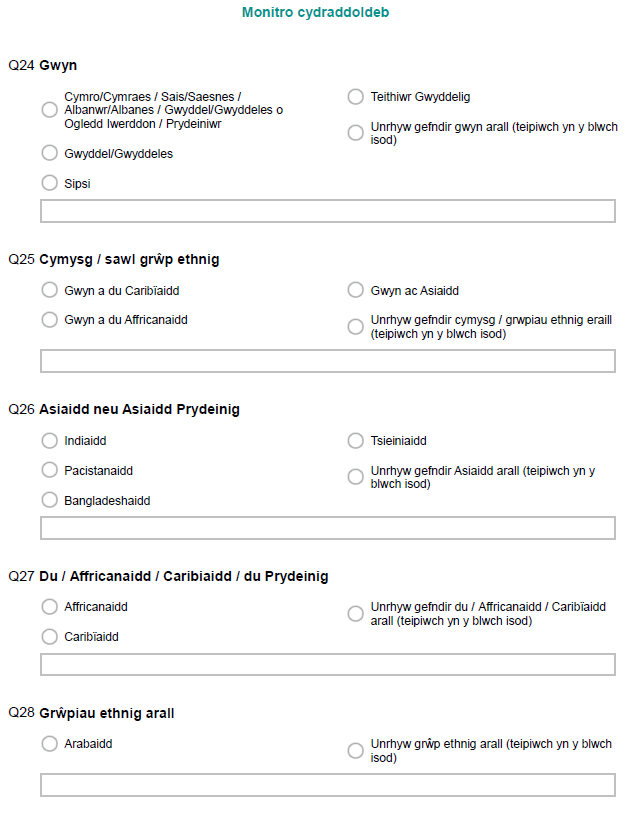 Monitro cydraddoldeb
Q24 Gwyn
Cymro/Cymraes / Sais/Saesnes /
Albanwr/Albanes / Gwyddel/Gwyddeles o
Ogledd Iwerddon / Prydeiniwr
Gwyddel/Gwyddeles
Sipsi
Teithiwr Gwyddelig
Unrhyw gefndir gwyn arall (teipiwch yn y blwch
isod)
Q25 Cymysg / sawl grŵp ethnig
Gwyn a du Caribïaidd
Gwyn a du Affricanaidd
Gwyn ac Asiaidd
Unrhyw gefndir cymysg / grwpiau ethnig eraill
(teipiwch yn y blwch isod)
Q26 Asiaidd neu Asiaidd Prydeinig
Indiaidd
Pacistanaidd
Bangladeshaidd
Tsieiniaidd
Unrhyw gefndir Asiaidd arall (teipiwch yn y
blwch isod)
Q27 Du / Affricanaidd / Caribiaidd / du Prydeinig
Affricanaidd
Caribïaidd
Unrhyw gefndir du / Affricanaidd / Caribïaidd
arall (teipiwch yn y blwch isod)
Q28 Grŵpiau ethnig arall
Arabaidd
Unrhyw grŵp ethnig arall (teipiwch yn y blwch
isod)